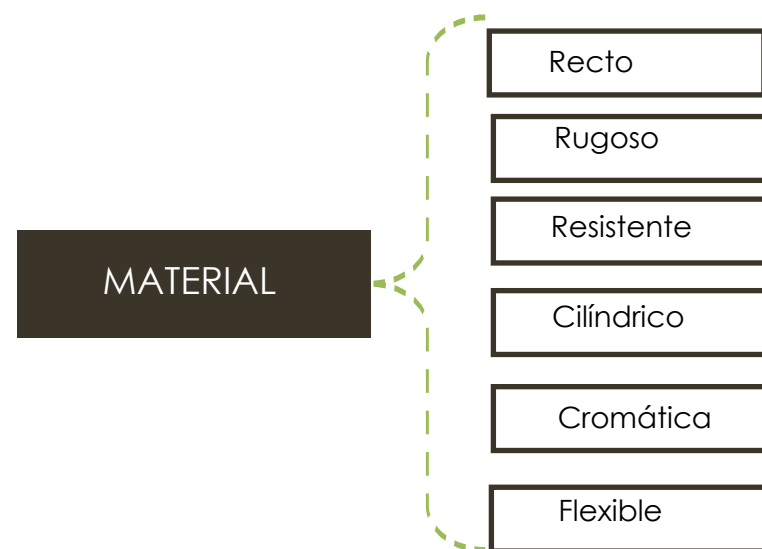 MATERIAL
Recto
Rugoso
Resistente
Cilíndrico
Cromática
Flexible